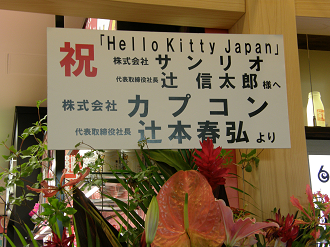 祝
「Hello Kitty Japan」
株式会社 サンリオ
代表取締役社長 辻 信太郎 様へ
株式会社 カプコン
代表取締役社長 辻本春弘 より